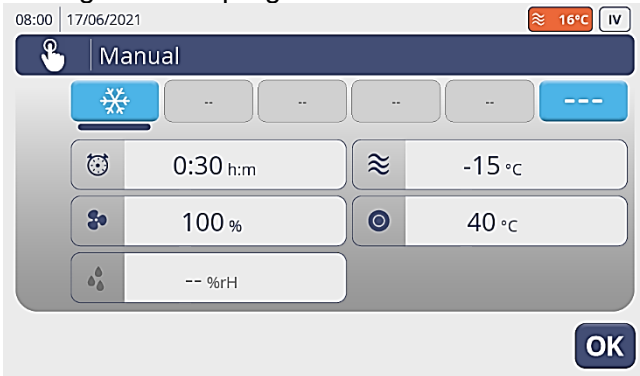 08:00 17/06/2021 16°C IV
Manual
-- -- -- -- ---
0:30 h:m -15 °C
100 % 40 °C
-- %rH
OK